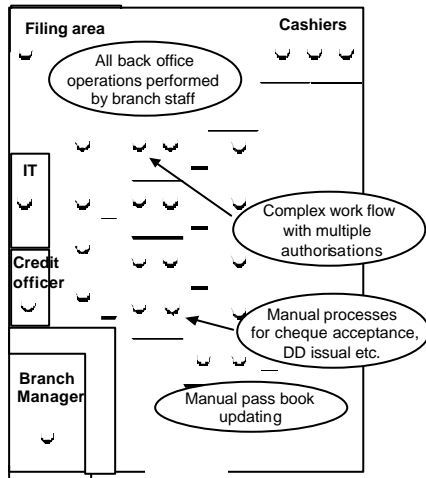 Filing area
Cashiers
All back office
operations performed
by branch staff
IT
Complex work flow
with multiple
authorisations
Credit
officer
Manual processes
for cheque acceptance,
DD issual etc.
Branch
Manager
Manual pass book
updating